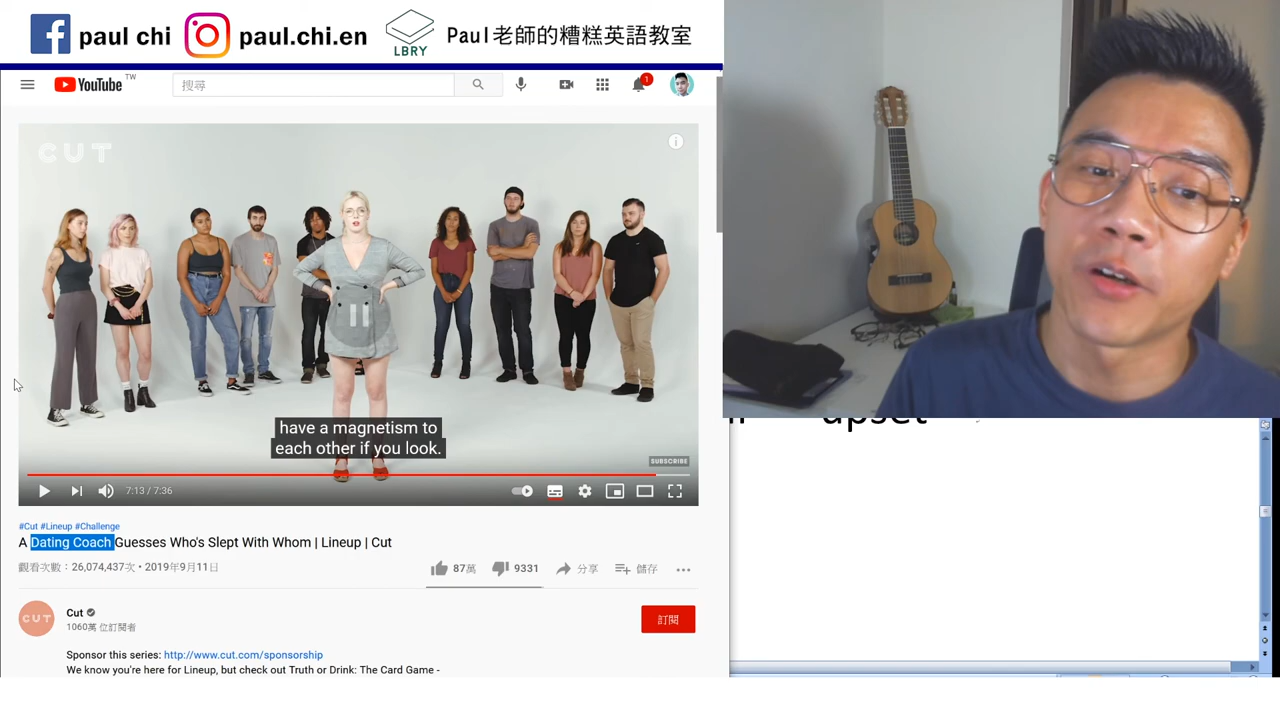 paul chi
paul.chi.en
LBRY
Paul老師的糟糕英語教室
YouTube TW
搜尋
1
CUT
have a magnetism to
each other if you look.
SUBSCRIBE
7:13 / 7:36
#Cut #Lineup #Challenge
A Dating Coach Guesses Who's Slept With Whom | Lineup | Cut
觀看次數：26,074,437次 • 2019年9月11日
87萬
9331
分享
儲存
CUT
Cut
1060萬 位訂閱者
訂閱
Sponsor this series: http://www.cut.com/sponsorship
We know you're here for Lineup, but check out Truth or Drink: The Card Game -
upset